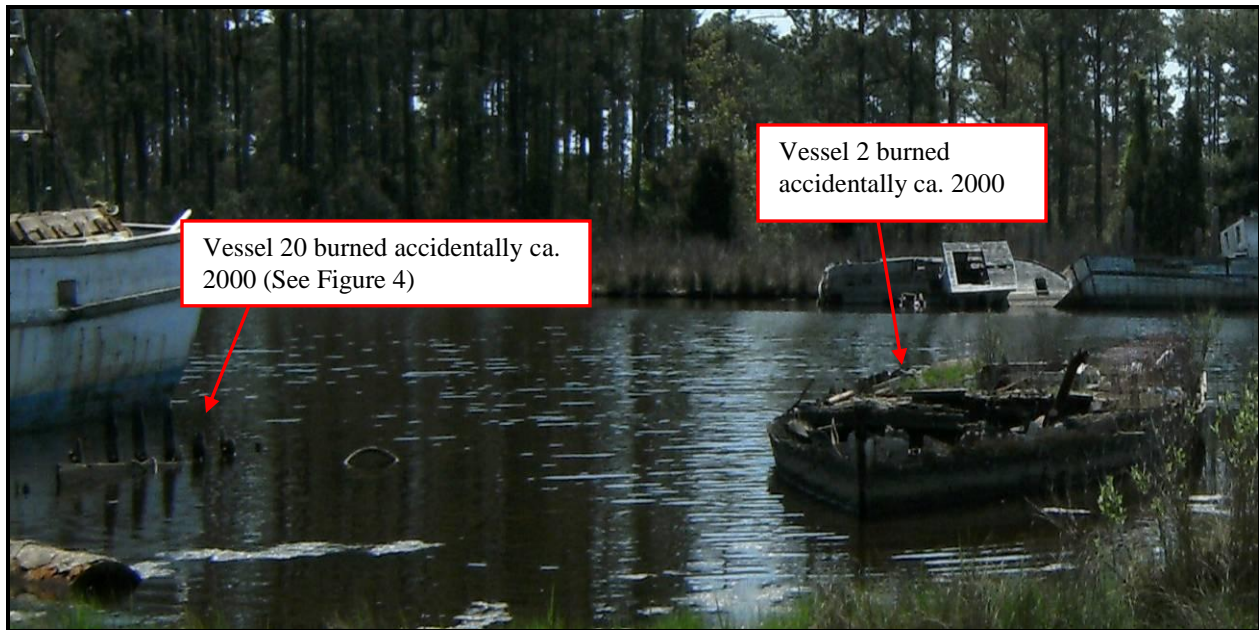 Vessel 2 burned
accidentally ca. 2000
Vessel 20 burned accidentally ca.
2000 (See Figure 4)